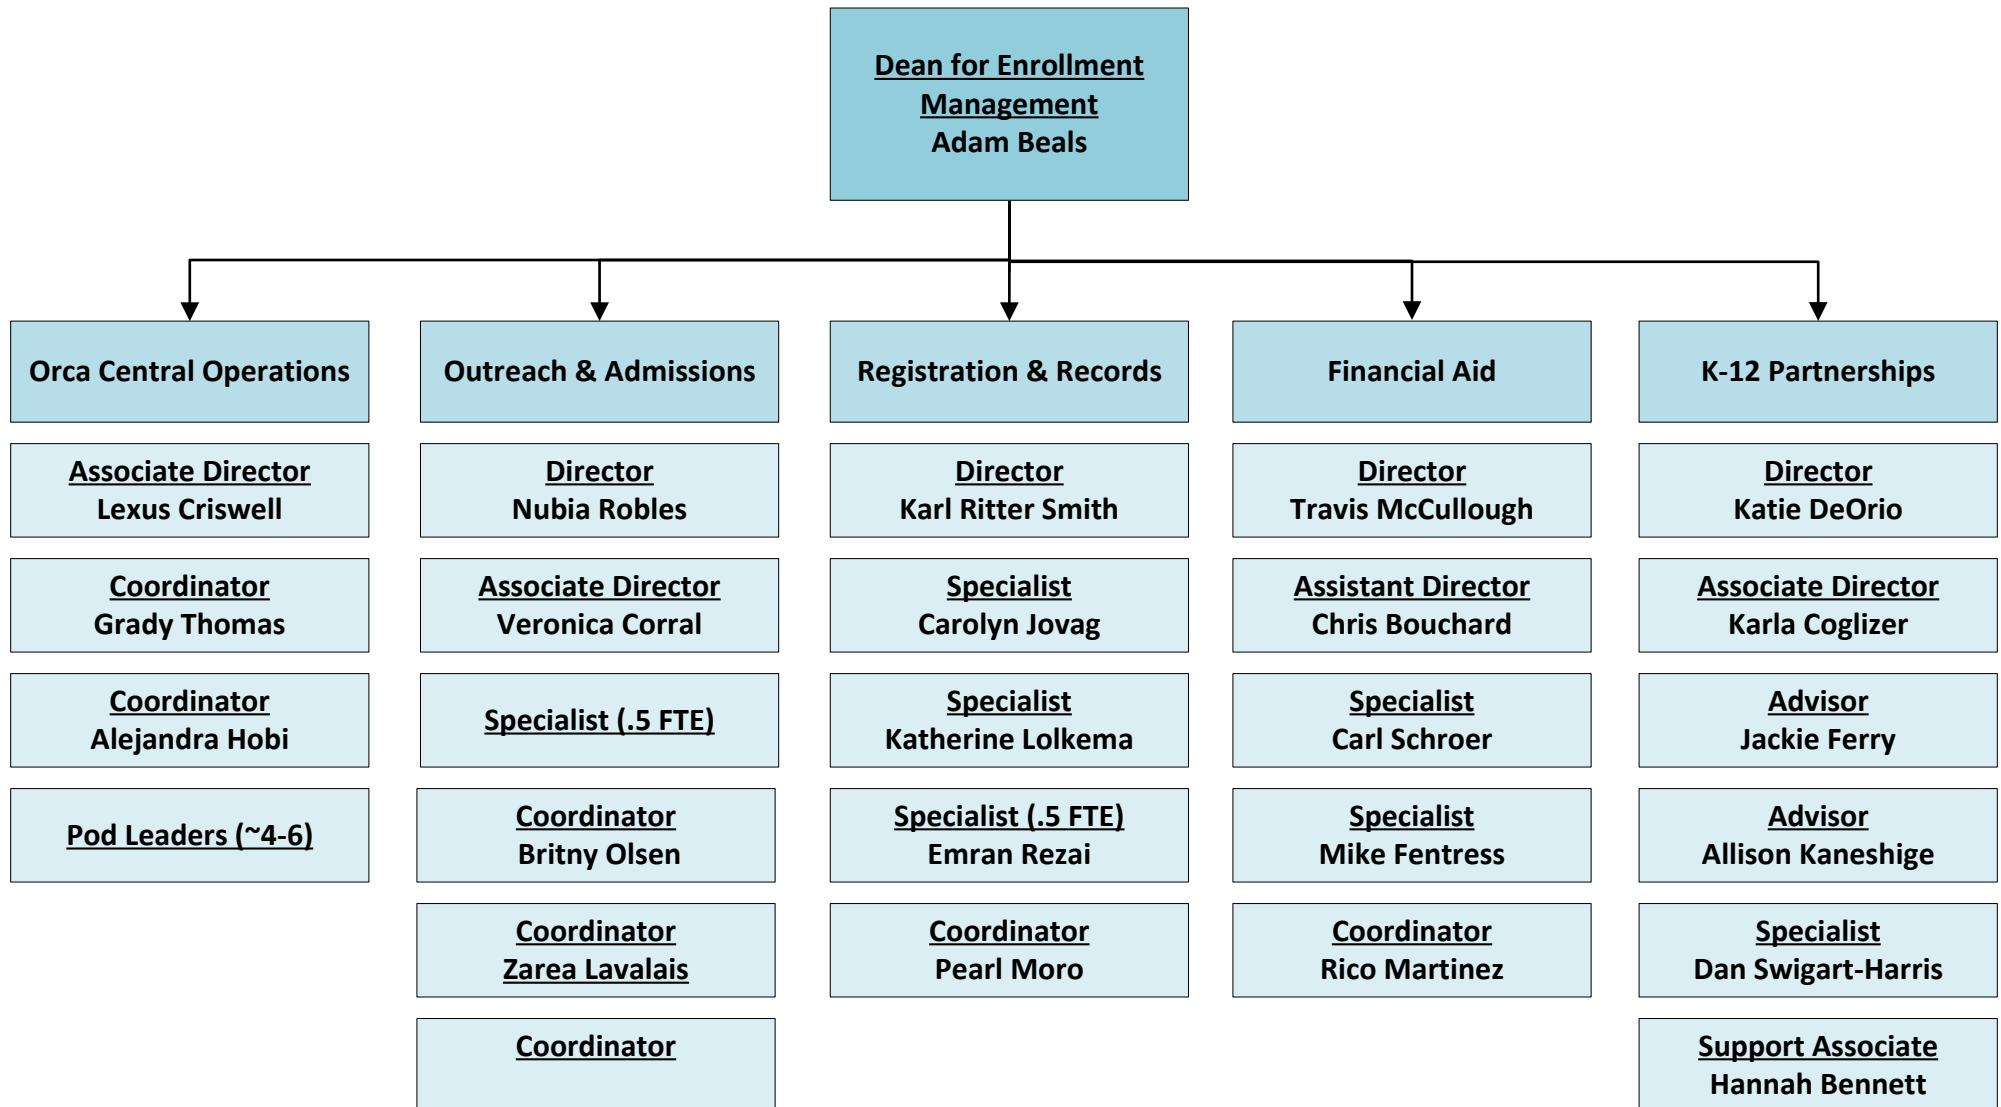 Dean for Enrollment
Management
Adam Beals
Orca Central Operations
Associate Director
Lexus Criswell
Coordinator
Grady Thomas
Coordinator
Alejandra Hobi
Pod Leaders (~4-6)
Outreach & Admissions
Director
Nubia Robles
Associate Director
Veronica Corral
Specialist (.5 FTE)
Coordinator
Britny Olsen
Coordinator
Zarea Lavalais
Coordinator
Registration & Records
Director
Karl Ritter Smith
Specialist
Carolyn Jovag
Specialist
Katherine Lolkema
Specialist (.5 FTE)
Emran Rezai
Coordinator
Pearl Moro
Financial Aid
Director
Travis McCullough
Assistant Director
Chris Bouchard
Specialist
Carl Schroer
Specialist
Mike Fentress
Coordinator
Rico Martinez
K-12 Partnerships
Director
Katie DeOrio
Associate Director
Karla Coglizer
Advisor
Jackie Ferry
Advisor
Allison Kaneshige
Specialist
Dan Swigart-Harris
Support Associate
Hannah Bennett